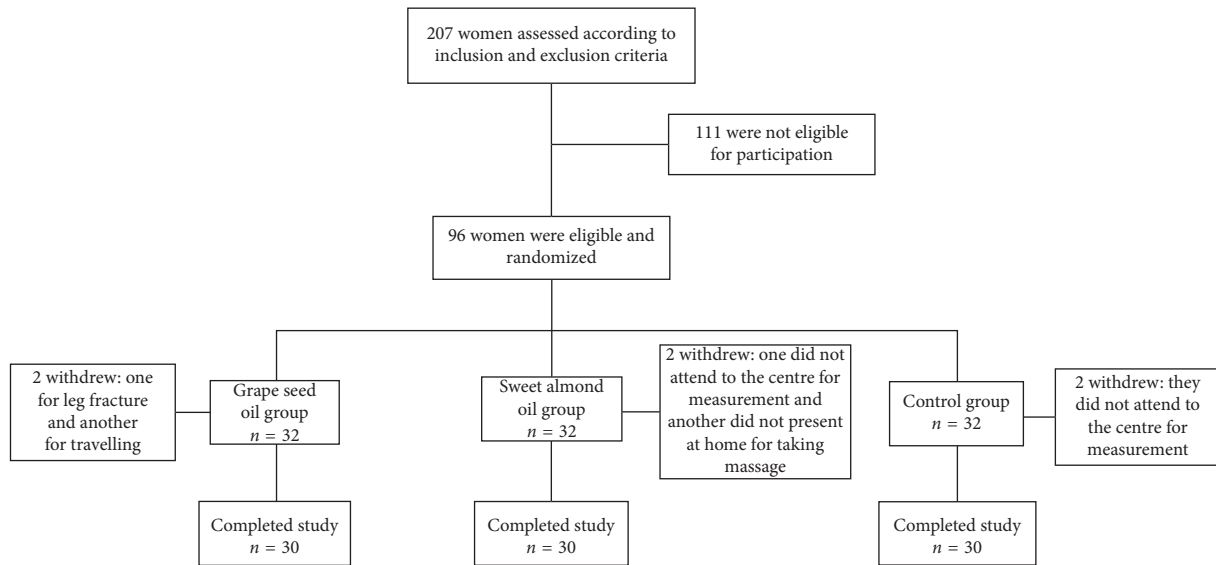 207 women assessed according to
inclusion and exclusion criteria
111 were not eligible
for participation
96 women were eligible and
randomized
2 withdrew: one
for leg fracture
and another
for travelling
Grape seed
oil group
n = 32
Sweet almond
oil group
n = 32
2 withdrew: one did not
attend to the centre for
measurement and
another did not present
at home for taking
massage
Control group
n = 32
2 withdrew: they
did not attend to
the centre for
measurement
Completed study
n = 30
Completed study
n = 30
Completed study
n = 30